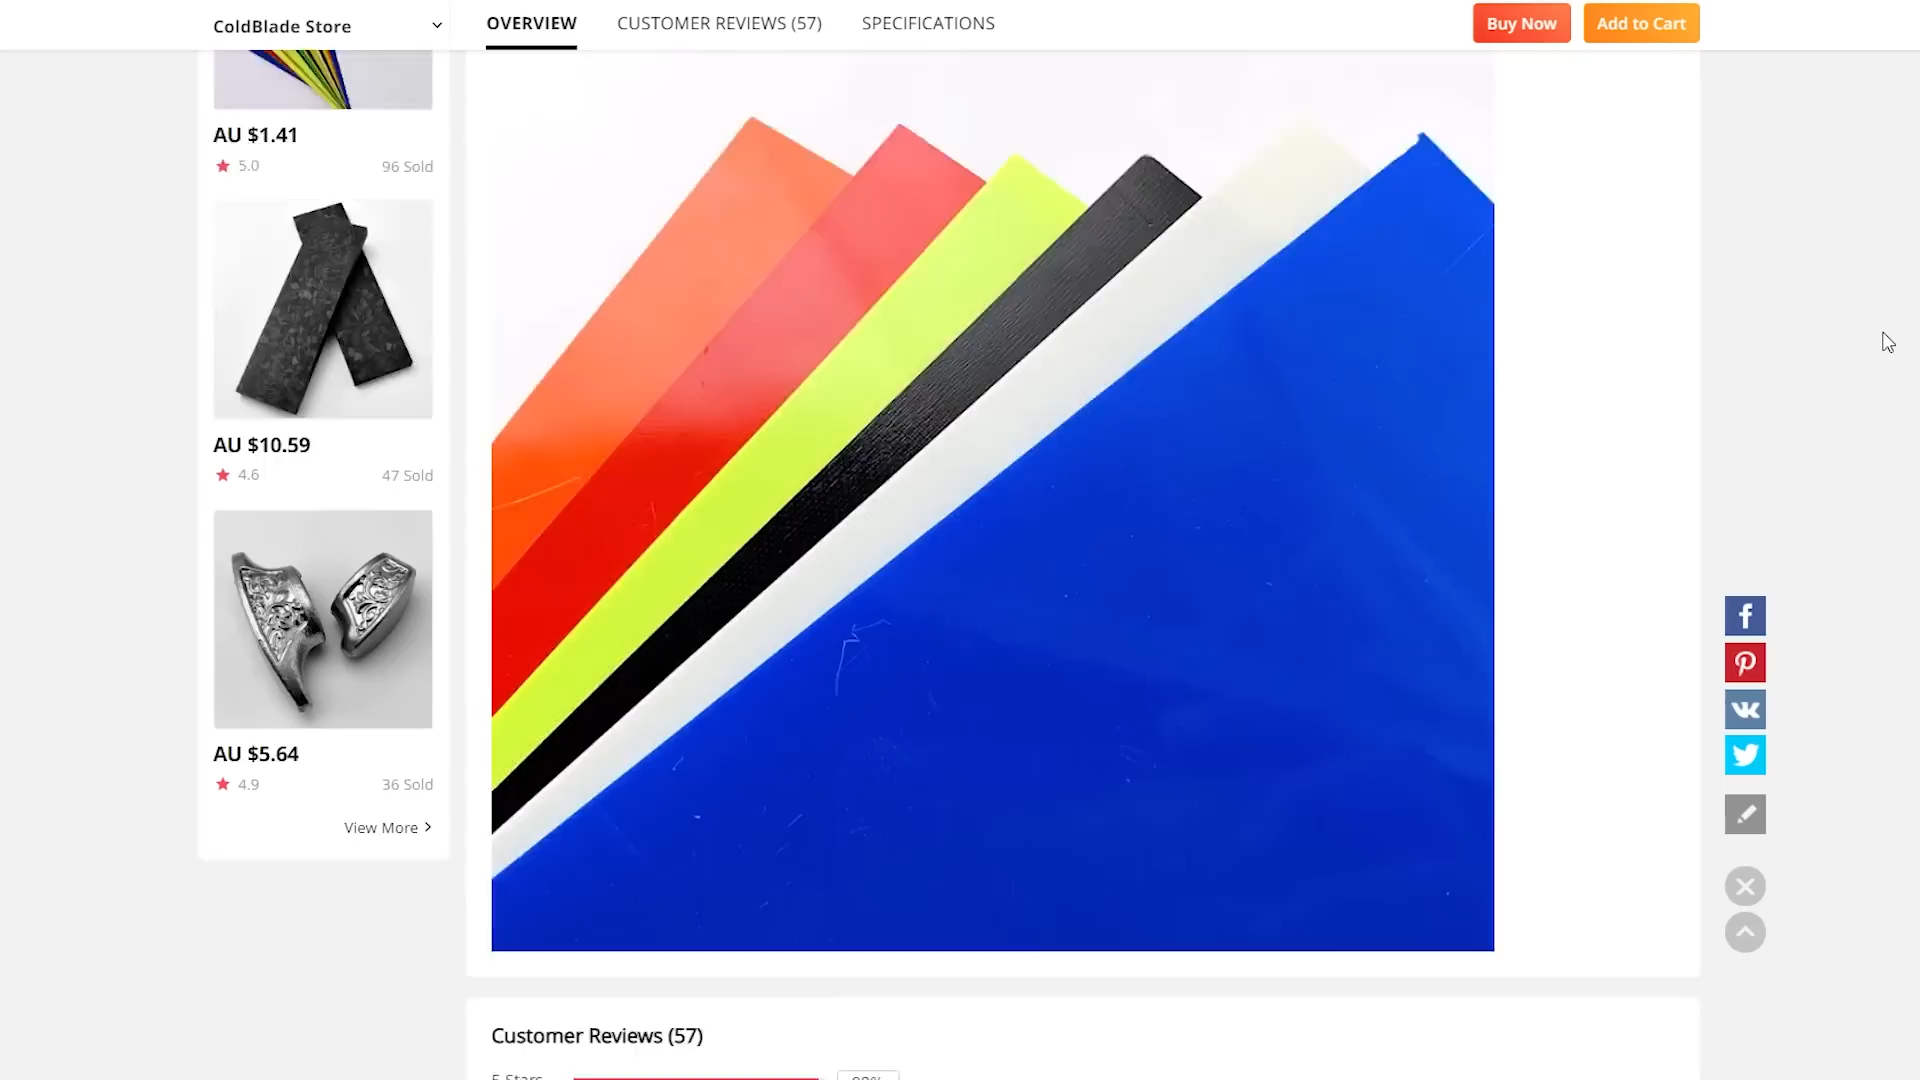 ColdBlade Store
OVERVIEW
CUSTOMER REVIEWS (57)
SPECIFICATIONS
Buy Now
Add to Cart
AU $1.41
5.0
96 Sold
AU $10.59
4.6
47 Sold
AU $5.64
4.9
36 Sold
View More
Customer Reviews (57)
5 Stars